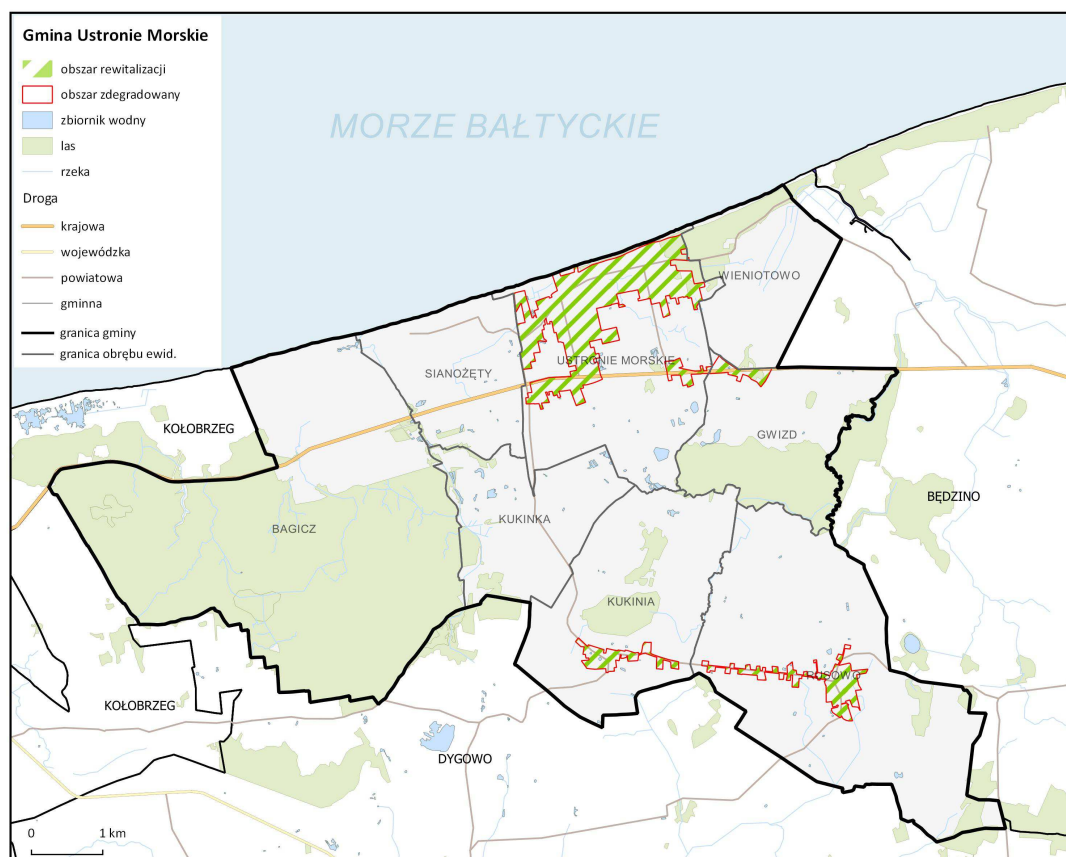 Gmina Ustronie Morskie
obszar rewitalizacji
obszar zdegradowany
zbiornik wodny
las
rzeka
Droga
krajowa
wojewódzka
powiatowa
gminna
granica gminy
granica obrębu ewid.
MORZE BAŁTYCKIE
WIENIOTOWO
USTRONIE MORSKIE
SIANOŻĘTY
KOŁOBRZEG
GWIZD
BĘDZINO
BAGICZ
KUKINKA
KUKINIA
RUSOWO
KOŁOBRZEG
DYGOWO
0 1 km